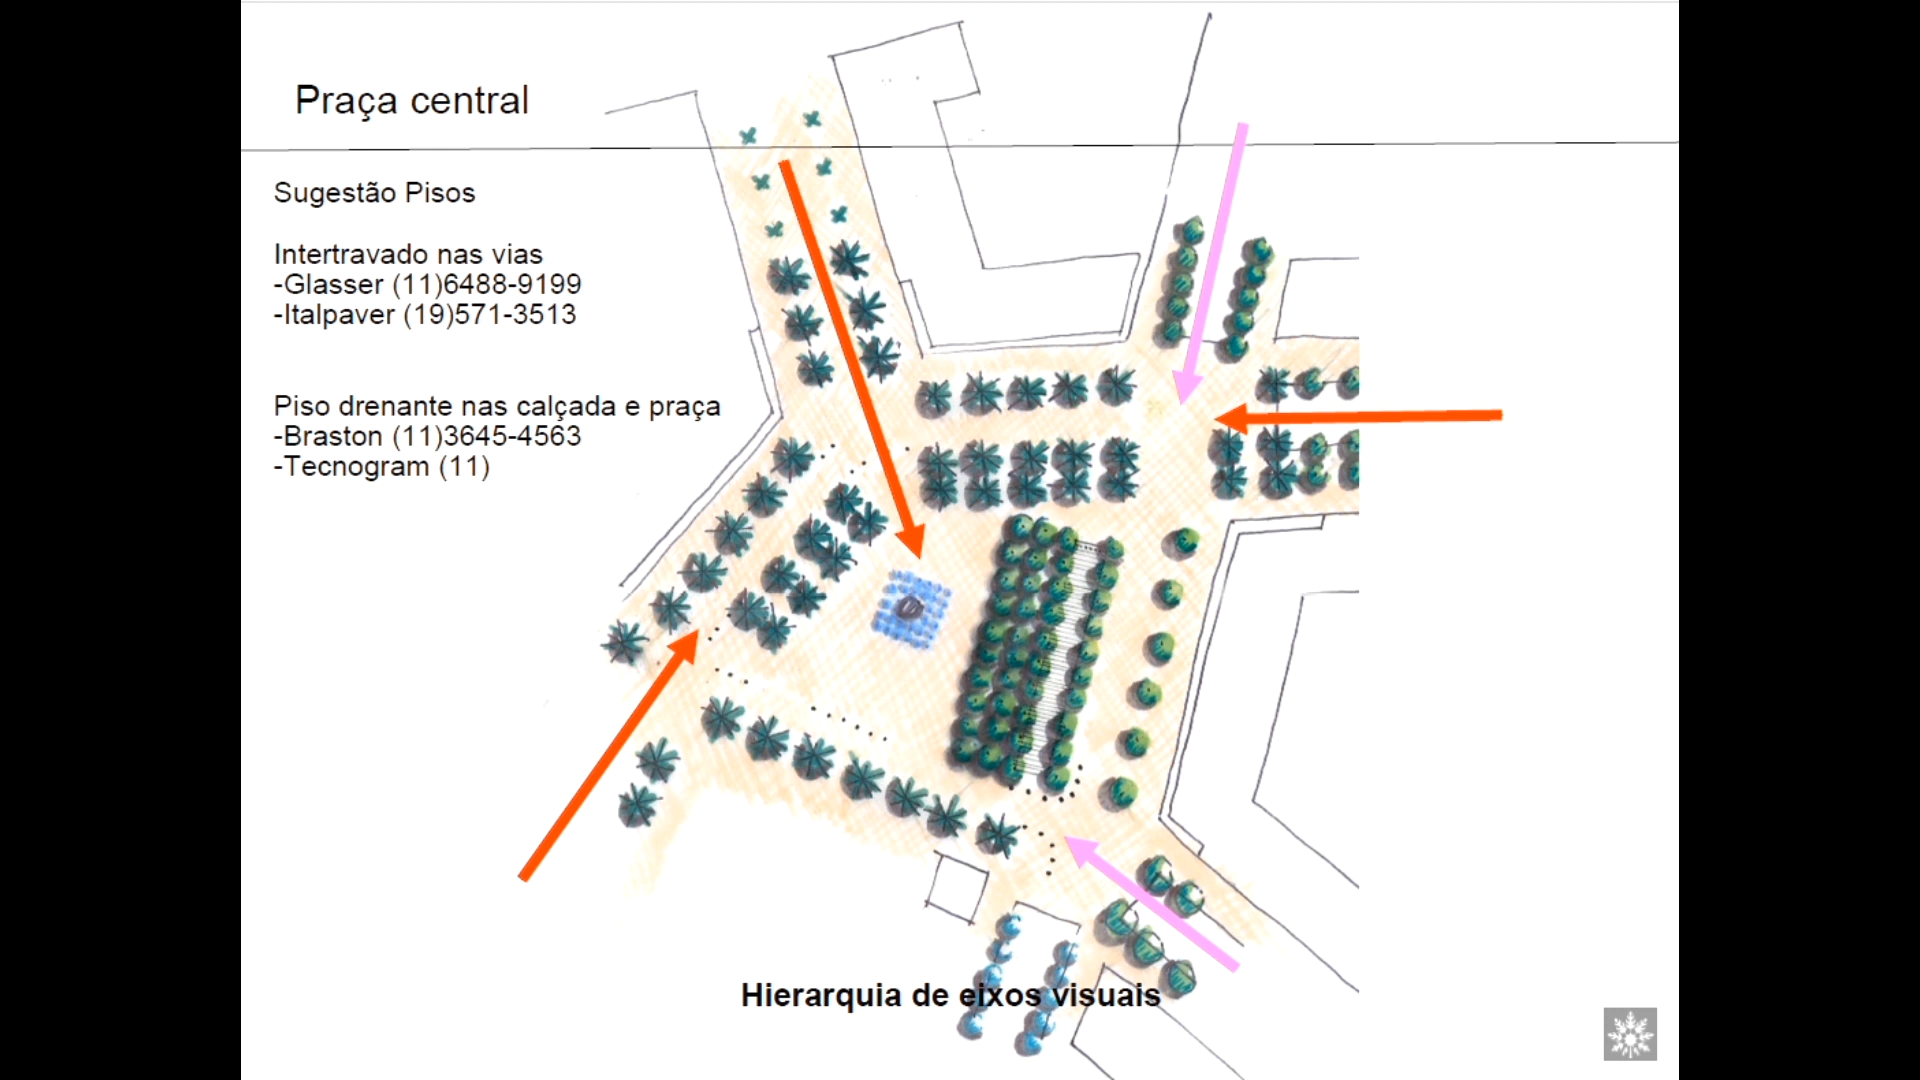 Praça central
Sugestão Pisos
Intertravado nas vias
-Glasser (11)6488-9199
-Italpaver (19)571-3513
Piso drenante nas calçada e praça
-Braston (11)3645-4563
-Tecnogram (11)
Hierarquia de eixos visuais